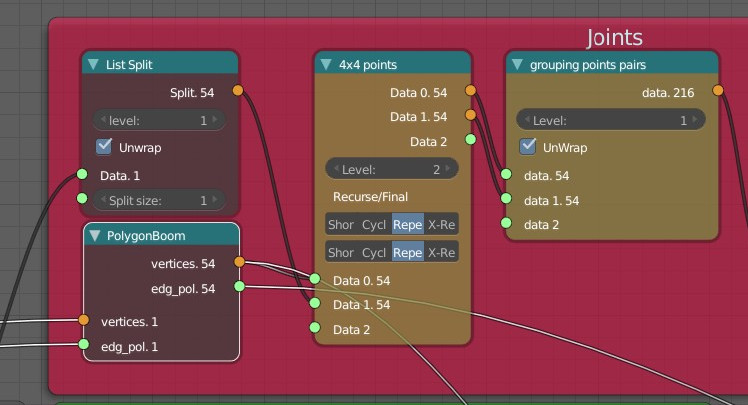 Joints
List Split
Split. 54
level: 1
Unwrap
Data. 1
Split size: 1
PolygonBoom
vertices. 54
edg_pol. 54
vertices. 1
edg_pol. 1
4x4 points
Data 0. 54
Data 1. 54
Data 2
Level: 2
Recurse/Final
Shor Cycl Repe X-Re
Shor Cycl Repe X-Re
Data 0. 54
Data 1. 54
Data 2
grouping points pairs
data. 216
Level: 1
UnWrap
data. 54
data 1. 54
data 2